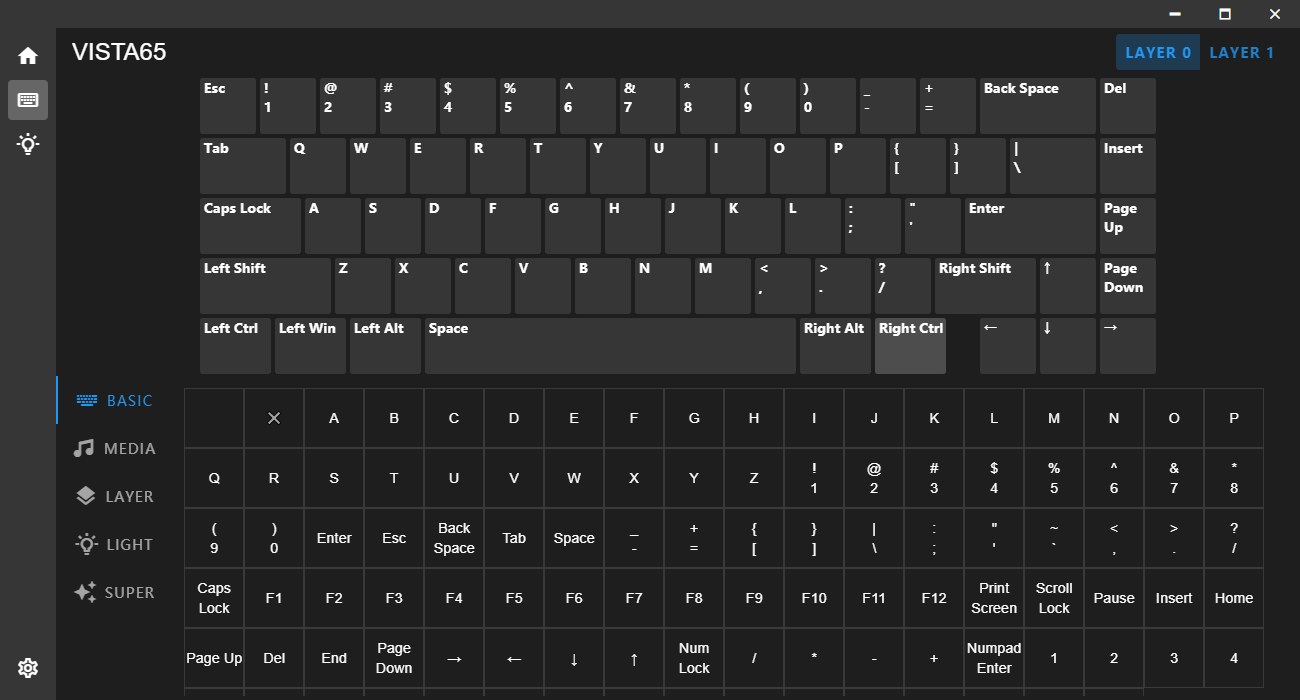 VISTA65
LAYER 0 LAYER 1
Esc ! @ # $ % ^ & * ( ) _ + Back Space Del
1 2 3 4 5 6 7 8 9 0 - =
Tab Q W E R T Y U I O P { } | Insert
[ ] \
Caps Lock A S D F G H J K L : " Enter Page
; ' Up
Left Shift Z X C V B N M < > ? Right Shift ↑ Page
, . / Down
Left Ctrl Left Win Left Alt Space Right Alt Right Ctrl ← ↓ →
BASIC
MEDIA
LAYER
LIGHT
SUPER
A B C D E F G H I J K L M N O P
Q R S T U V W X Y Z ! @ # $ % ^ & *
1 2 3 4 5 6 7 8
( ) Enter Esc Back Tab Space _ + { } | : " ~ < > ?
9 0 Space - = [ ] \ ; ' ` , . /
Caps F1 F2 F3 F4 F5 F6 F7 F8 F9 F10 F11 F12 Print Scroll Pause Insert Home
Lock Screen Lock
Page Up Del End Page → ← ↓ ↑ Num / * - + Numpad 1 2 3 4
Down Lock Enter